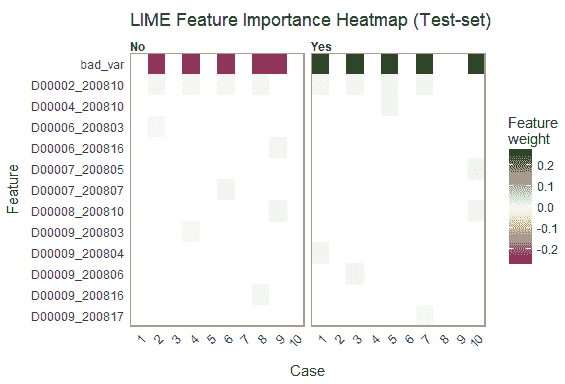 LIME Feature Importance Heatmap (Test-set)
No
Yes
bad_var
D00002_200810
D00004_200810
D00006_200803
D00006_200816
D00007_200805
D00007_200807
D00008_200810
D00009_200803
D00009_200804
D00009_200806
D00009_200816
D00009_200817
Feature
Feature
weight
0.2
0.1
0.0
-0.1
-0.2
1 2 3 4 5 6 7 8 9 10
1 2 3 4 5 6 7 8 9 10
Case